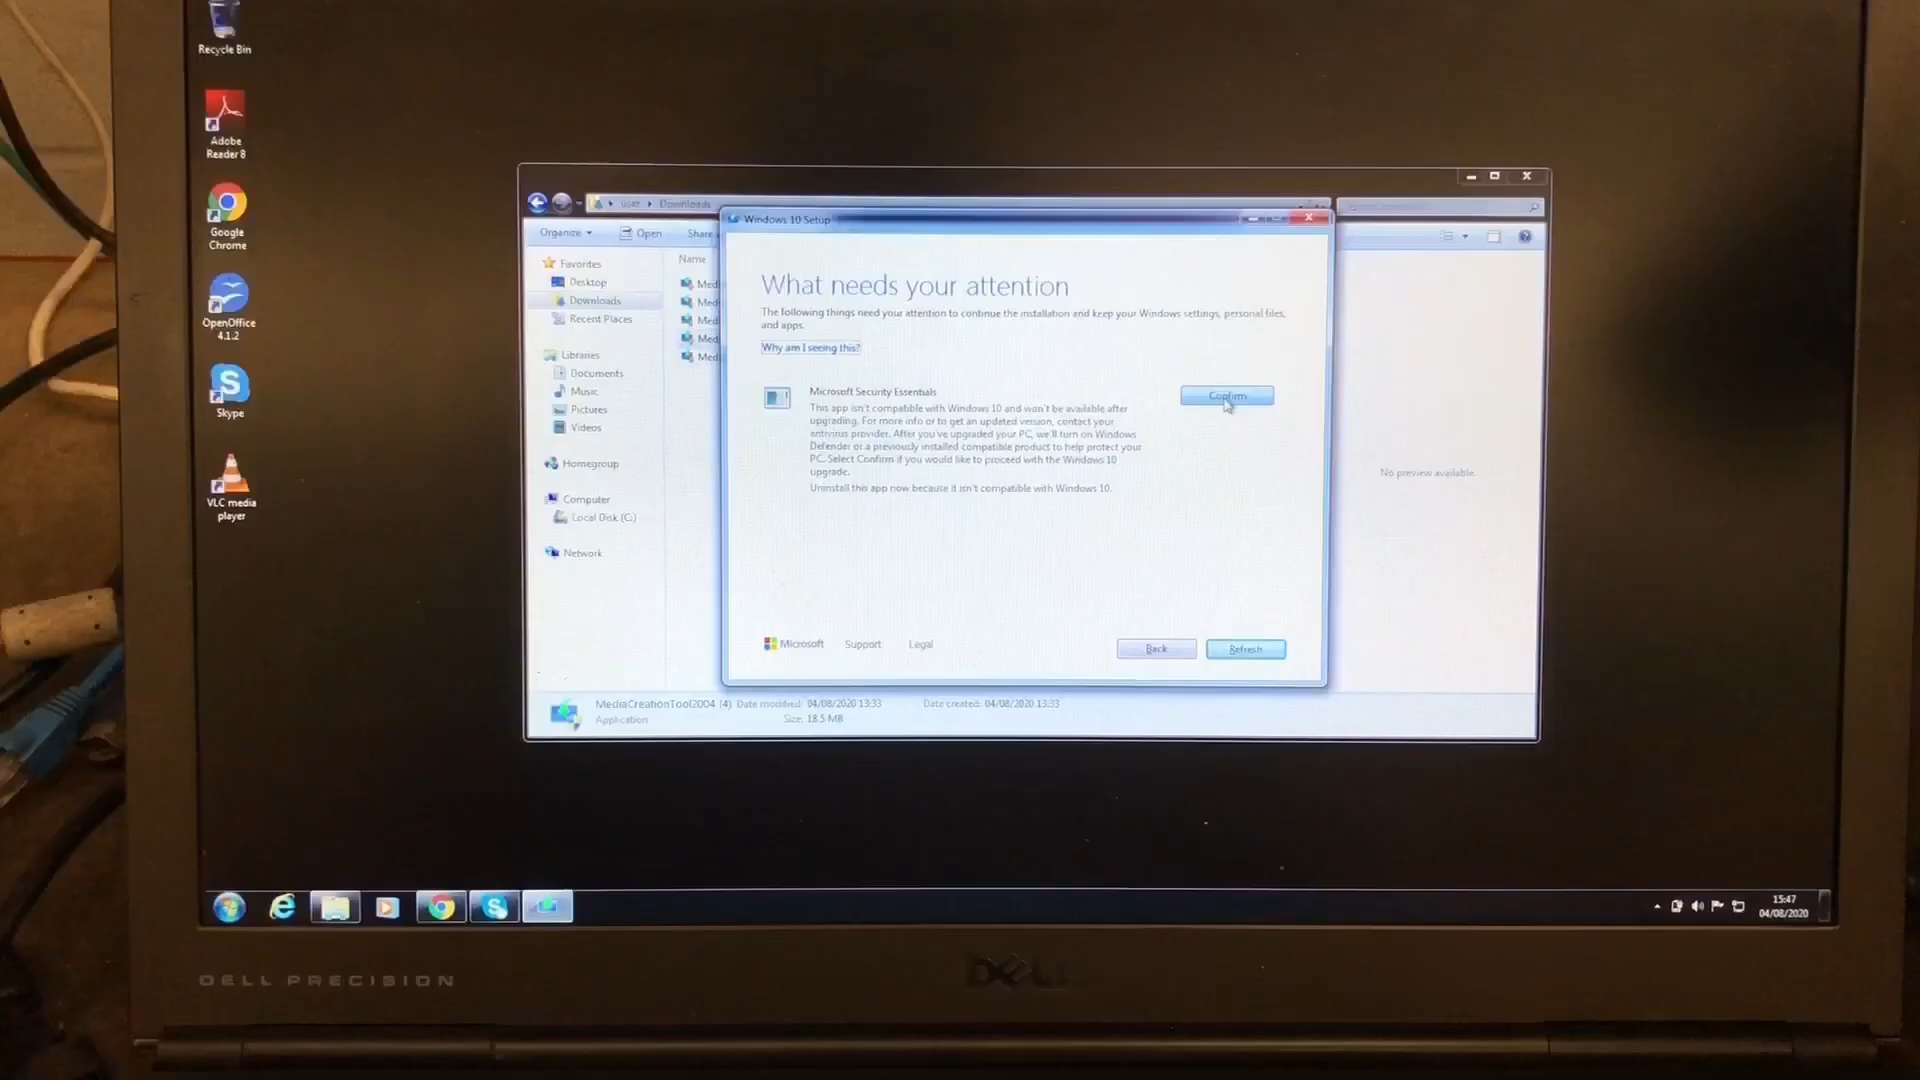 Recycle Bin
Adobe
Reader 8
Google
Chrome
OpenOffice
4.1.2
Skype
VLC media
player
user
Downloads
Organize
Open
Share
Favorites
Desktop
Downloads
Recent Places
Libraries
Documents
Music
Pictures
Videos
Homegroup
Computer
Local Disk (C:)
Network
Name
Med
Med
Med
Med
Med
Windows 10 Setup
What needs your attention
The following things need your attention to continue the installation and keep your Windows settings, personal files,
and apps.
Why am I seeing this?
Microsoft Security Essentials
This app isn't compatible with Windows 10 and won't be available after
upgrading. For more info or to get an updated version, contact your
antivirus provider. After you've upgraded your PC, we'll turn on Windows
Defender or a previously installed compatible product to help protect your
PC. Select Confirm if you would like to proceed with the Windows 10
upgrade.
Uninstall this app now because it isn't compatible with Windows 10.
Confirm
Microsoft
Support
Legal
Back
Refresh
No preview available.
MediaCreationTool2004 (4) Date modified: 04/08/2020 13:33 Date created: 04/08/2020 13:33
Application Size: 18.5 MB
15:47
04/08/2020
DELL PRECISION
DELL